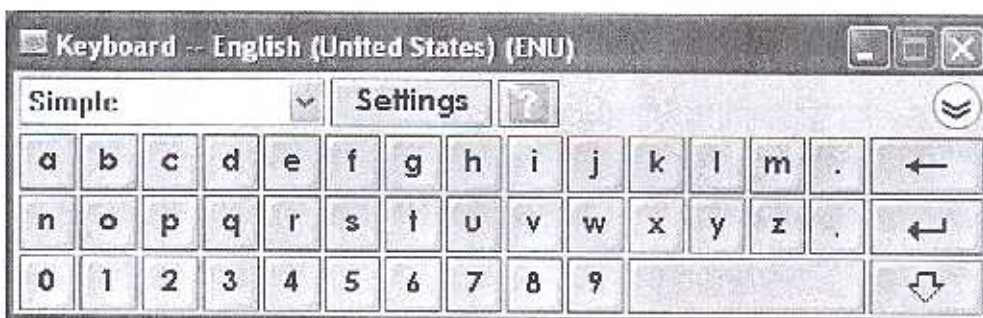 Keyboard -- English (United States) (ENU)
Simple Settings ?
a b c d e f g h i j k l m . ←
n o p q r s t u v w x y z , ↵
0 1 2 3 4 5 6 7 8 9 ⇩